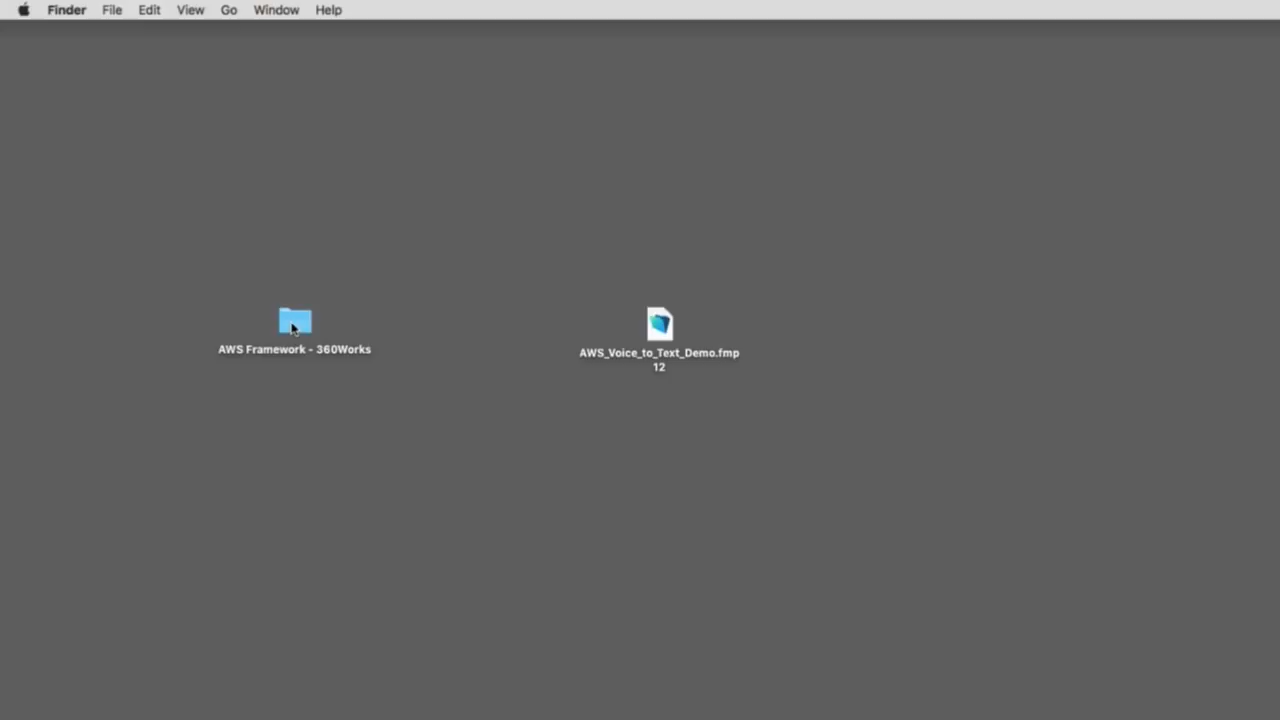 Finder File Edit View Go Window Help
AWS Framework - 360Works
AWS_Voice_to_Text_Demo.fmp
12